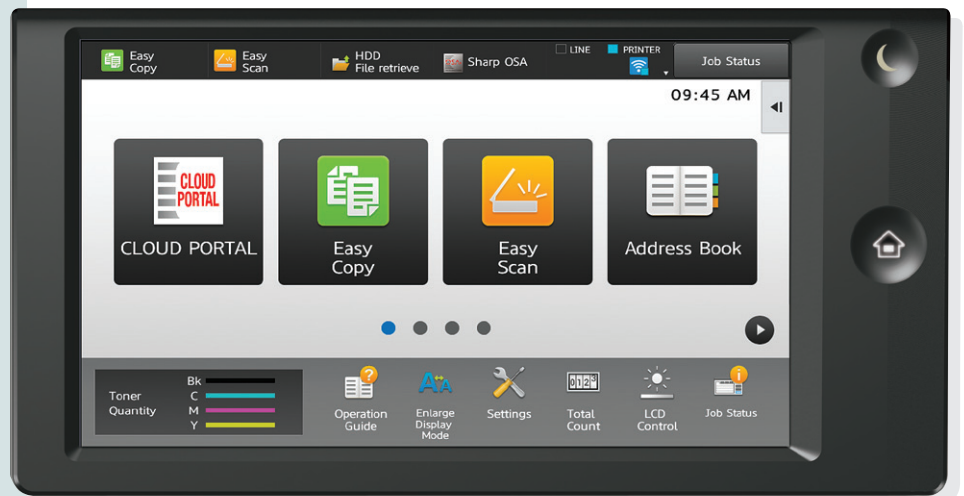 Easy
Copy
Easy
Scan
HDD
File retrieve
Sharp OSA
LINE
PRINTER
Job Status
09:45 AM
CLOUD
PORTAL
CLOUD PORTAL
Easy
Copy
Easy
Scan
Address Book
Toner
Quantity
Bk
C
M
Y
Operation
Guide
Enlarge
Display
Mode
Settings
Total
Count
LCD
Control
Job Status